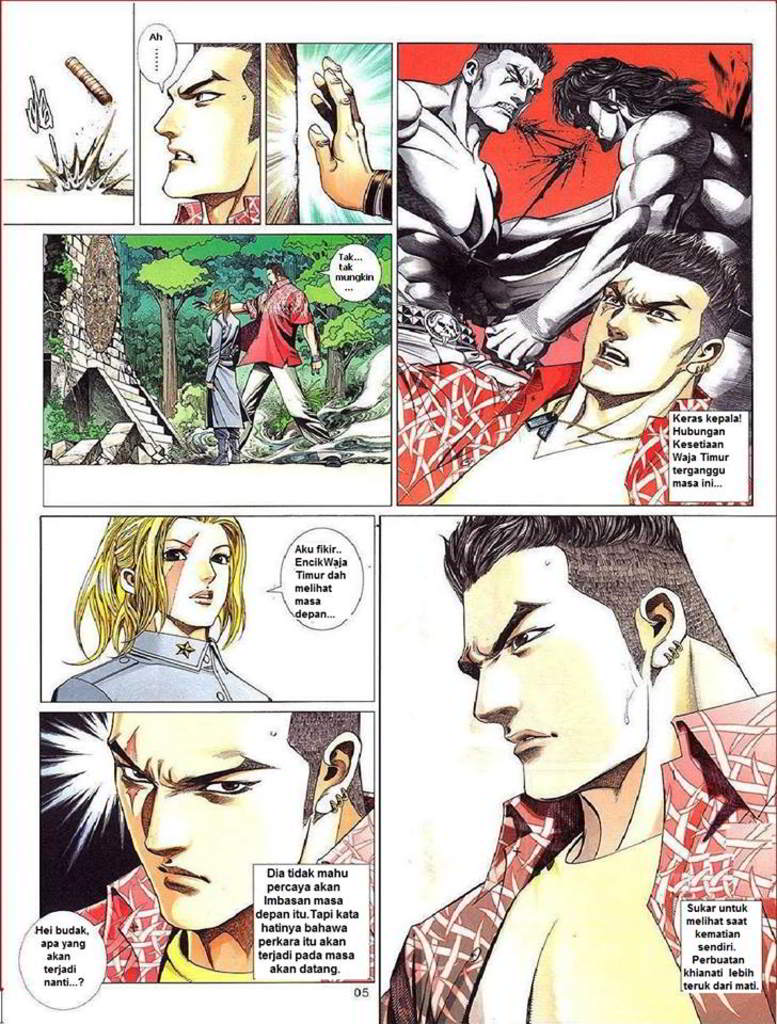 Ah
......
Tak...
tak
mungkin
...
Keras kepala!
Hubungan
Kesetiaan
Waja Timur
terganggu
masa ini...
Aku fikir..
EncikWaja
Timur dah
melihat
masa
depan...
Sukar untuk
melihat saat
kematian
sendiri.
Perbuatan
khianati lebih
teruk dari mati.
Dia tidak mahu
percaya akan
Imbasan masa
depan itu.Tapi kata
hatinya bahawa
perkara itu akan
terjadi pada masa
akan datang.
Hei budak,
apa yang
akan
terjadi
nanti...?
05